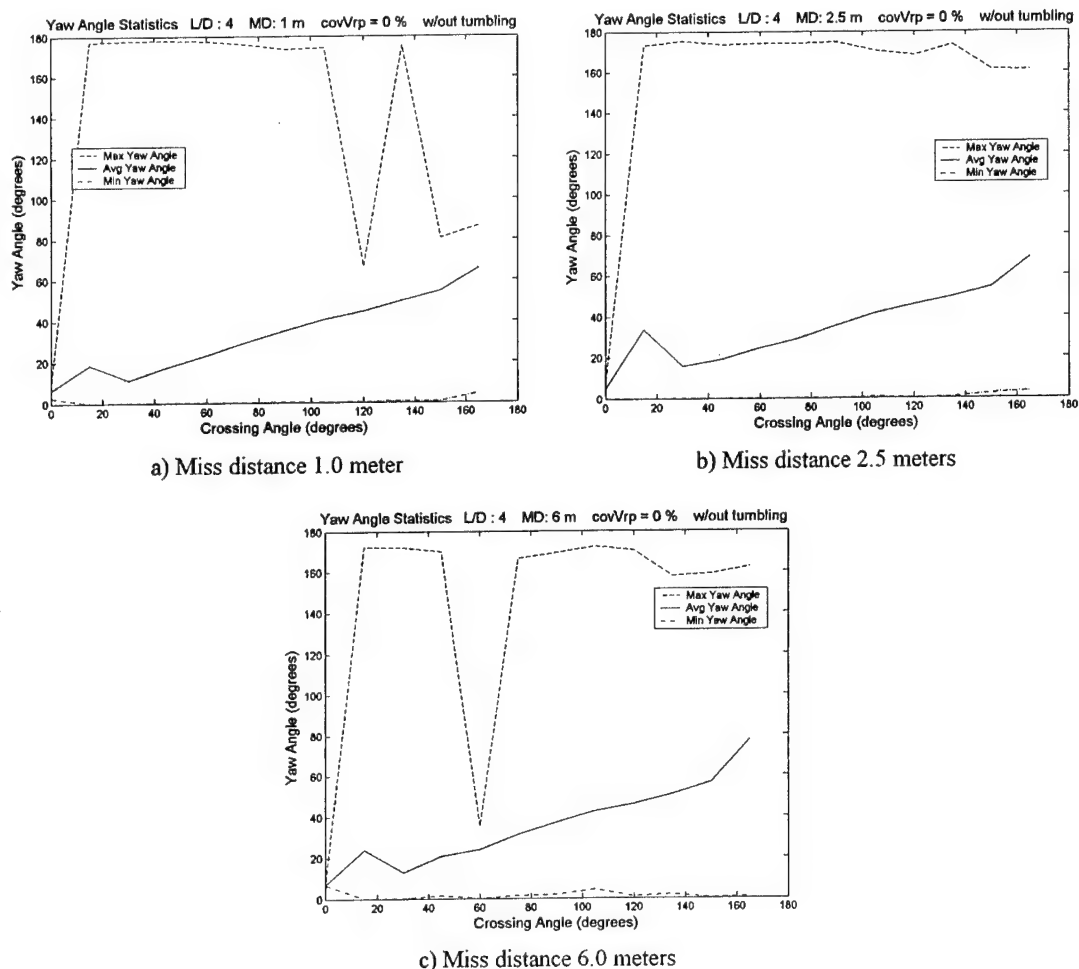 Yaw Angle Statistics L/D : 4 MD: 1 m covVrp = 0 % w/out tumbling
180
160
140
120
100
80
60
40
20
0
Yaw Angle (degrees)
Max Yaw Angle
Avg Yaw Angle
Min Yaw Angle
0 20 40 60 80 100 120 140 160 180
Crossing Angle (degrees)
a) Miss distance 1.0 meter
Yaw Angle Statistics L/D : 4 MD: 2.5 m covVrp = 0 % w/out tumbling
180
160
140
120
100
80
60
40
20
0
Yaw Angle (degrees)
Max Yaw Angle
Avg Yaw Angle
Min Yaw Angle
0 20 40 60 80 100 120 140 160 180
Crossing Angle (degrees)
b) Miss distance 2.5 meters
Yaw Angle Statistics L/D : 4 MD: 6 m covVrp = 0 % w/out tumbling
180
160
140
120
100
80
60
40
20
0
Yaw Angle (degrees)
Max Yaw Angle
Avg Yaw Angle
Min Yaw Angle
0 20 40 60 80 100 120 140 160 180
Crossing Angle (degrees)
c) Miss distance 6.0 meters